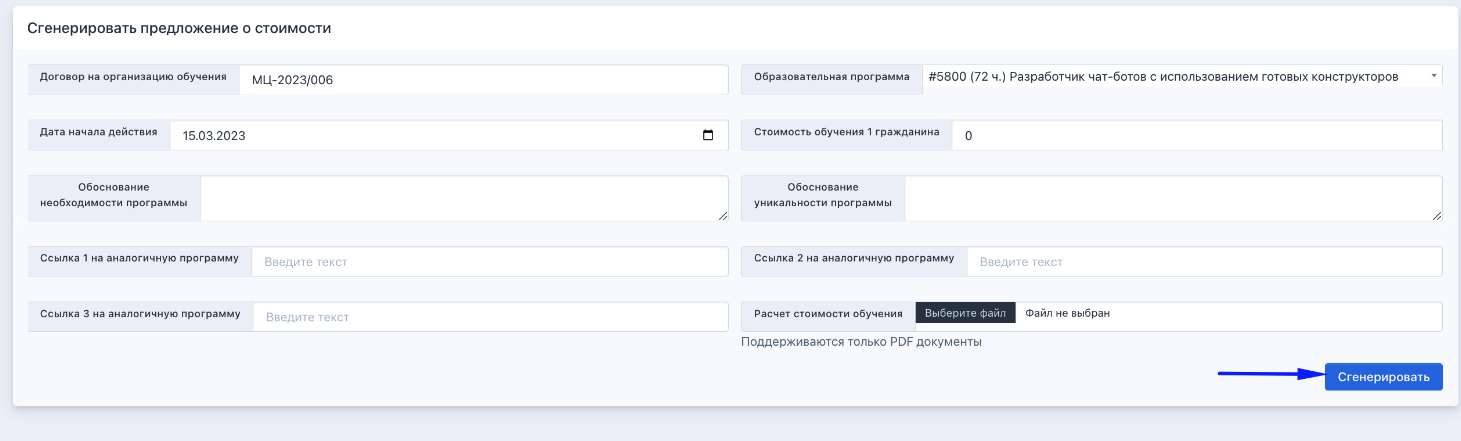 Сгенерировать предложение о стоимости
Договор на организацию обучения МЦ-2023/006
Образовательная программа #5800 (72 ч.) Разработчик чат-ботов с использованием готовых конструкторов
Дата начала действия 15.03.2023
Стоимость обучения 1 гражданина 0
Обоснование
необходимости программы
Обоснование
уникальности программы
Ссылка 1 на аналогичную программу Введите текст
Ссылка 2 на аналогичную программу Введите текст
Ссылка 3 на аналогичную программу Введите текст
Расчет стоимости обучения Выберите файл Файл не выбран
Поддерживаются только PDF документы
Сгенерировать